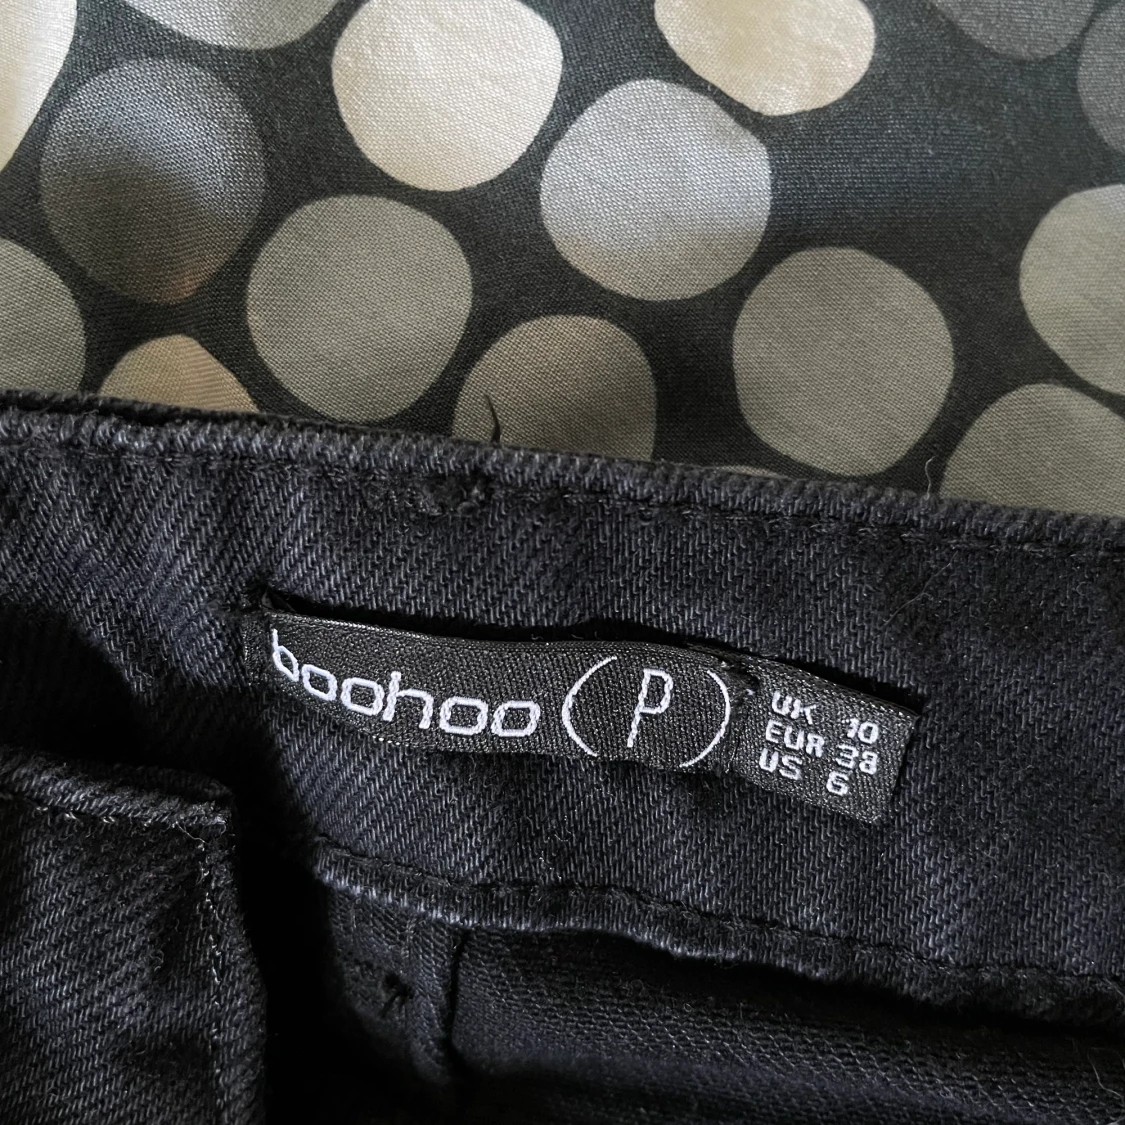 boohoo (P)
UK 10
EUR 38
US 6